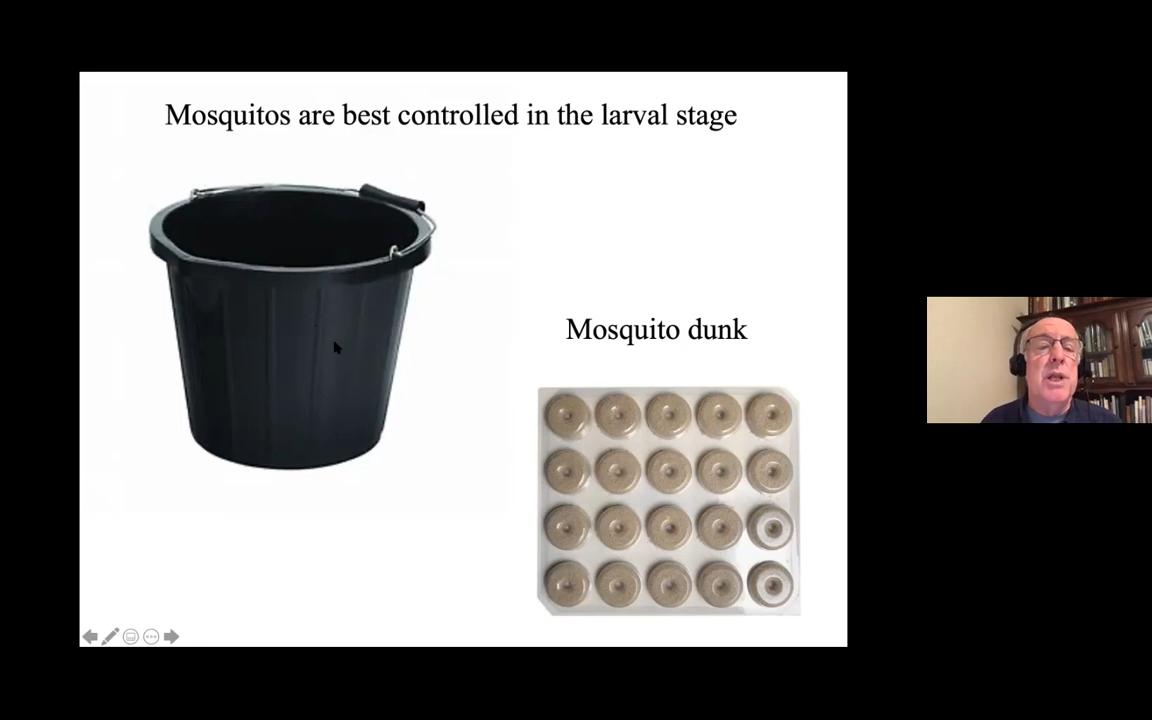 Mosquitos are best controlled in the larval stage
Mosquito dunk